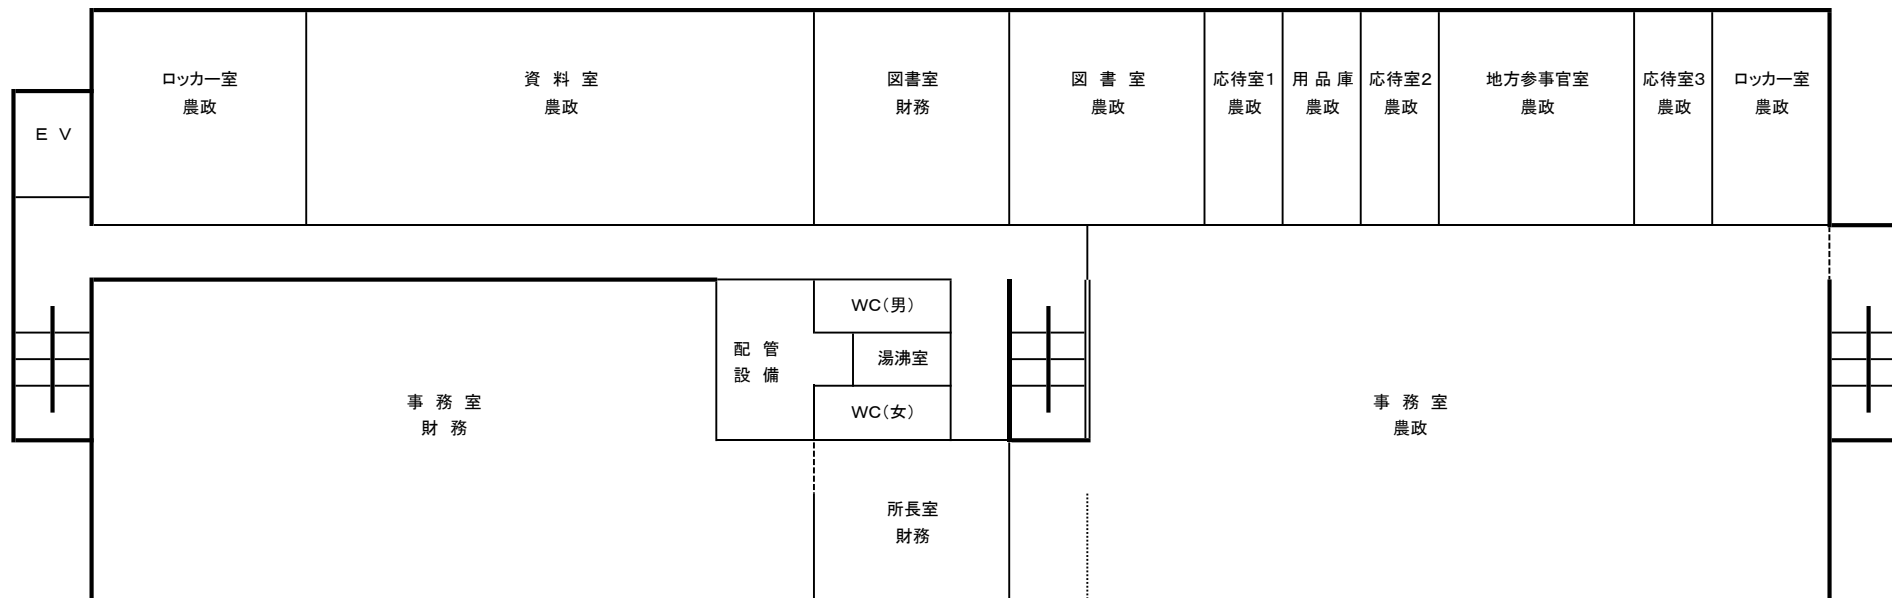 ロッカー室
農政
資 料 室
農政
図書室
財務
図 書 室
農政
応待室1
農政
用 品 庫
農政
応待室2
農政
地方参事官室
農政
応待室3
農政
ロッカー室
農政
E V
WC(男)
配 管
設 備
湯沸室
WC(女)
事 務 室
財 務
事 務 室
農政
所長室
財務